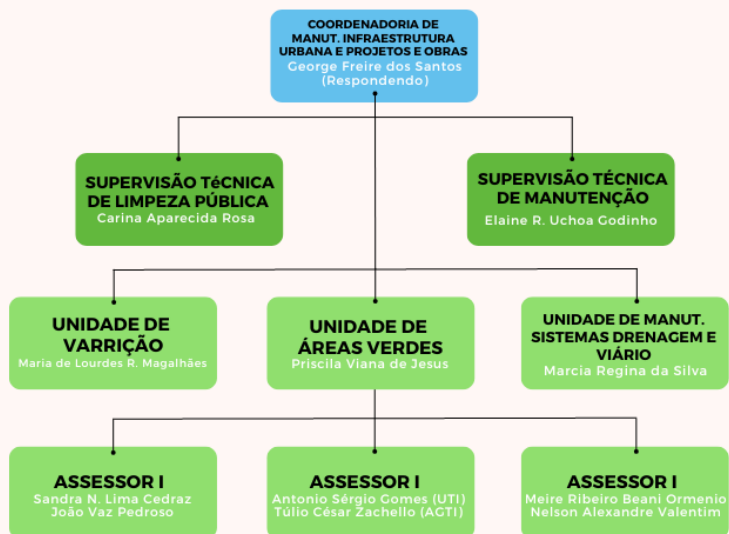 COORDENADORIA DE
MANUT. INFRAESTRUTURA
URBANA E PROJETOS E OBRAS
George Freire dos Santos
(Respondendo)
SUPERVISÃO TéCNICA
DE LIMPEZA PÚBLICA
Carina Aparecida Rosa
SUPERVISÃO TÉCNICA
DE MANUTENÇÃO
Elaine R. Uchoa Godinho
UNIDADE DE
VARRIÇÃO
Maria de Lourdes R. Magalhães
UNIDADE DE
ÁREAS VERDES
Priscila Viana de Jesus
UNIDADE DE MANUT.
SISTEMAS DRENAGEM E
VIÁRIO
Marcia Regina da Silva
ASSESSOR I
Sandra N. Lima Cedraz
João Vaz Pedroso
ASSESSOR I
Antonio Sérgio Gomes (UTI)
Túlio César Zachello (AGTI)
ASSESSOR I
Meire Ribeiro Beani Ormenio
Nelson Alexandre Valentim